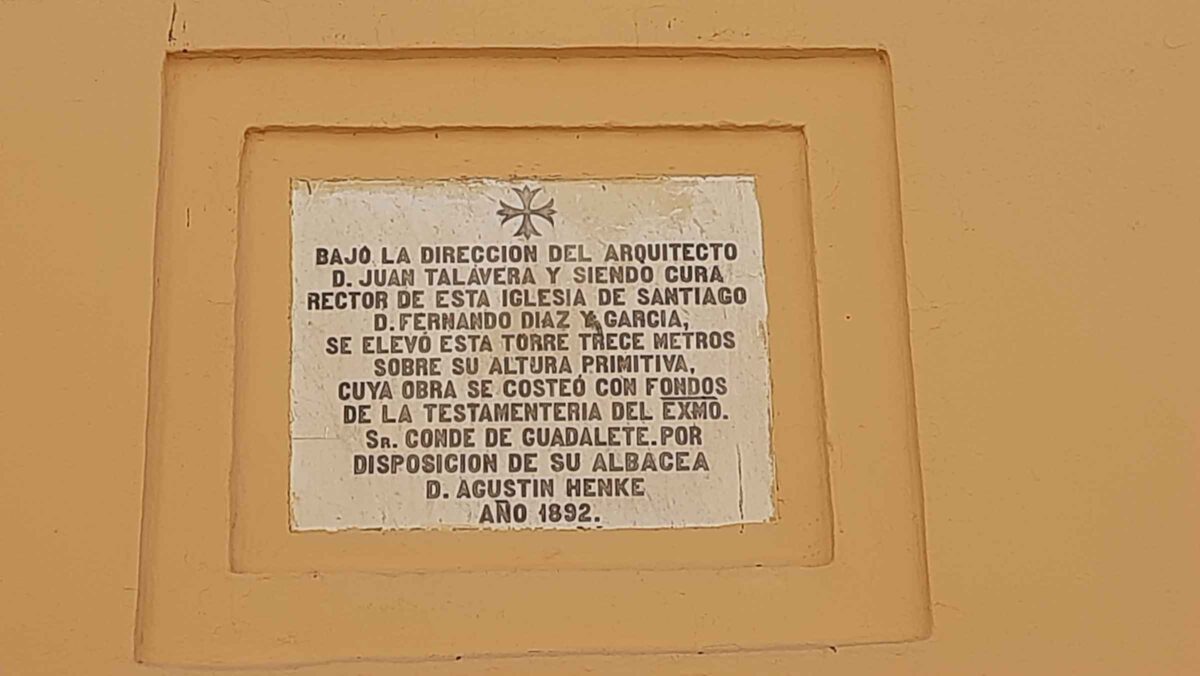 BAJÓ LA DIRECCION DEL ARQUITECTO
D. JUAN TALAVERA Y SIENDO CURA
RECTOR DE ESTA IGLESIA DE SANTIAGO
D. FERNANDO DIAZ Y GARCIA,
SE ELEVÓ ESTA TORRE TRECE METROS
SOBRE SU ALTURA PRIMITIVA,
CUYA OBRA SE COSTEÓ CON FONDOS
DE LA TESTAMENTERIA DEL EXMO.
SR. CONDE DE GUADALETE. POR
DISPOSICION DE SU ALBACEA
D. AGUSTIN HENKE
AÑO 1892.